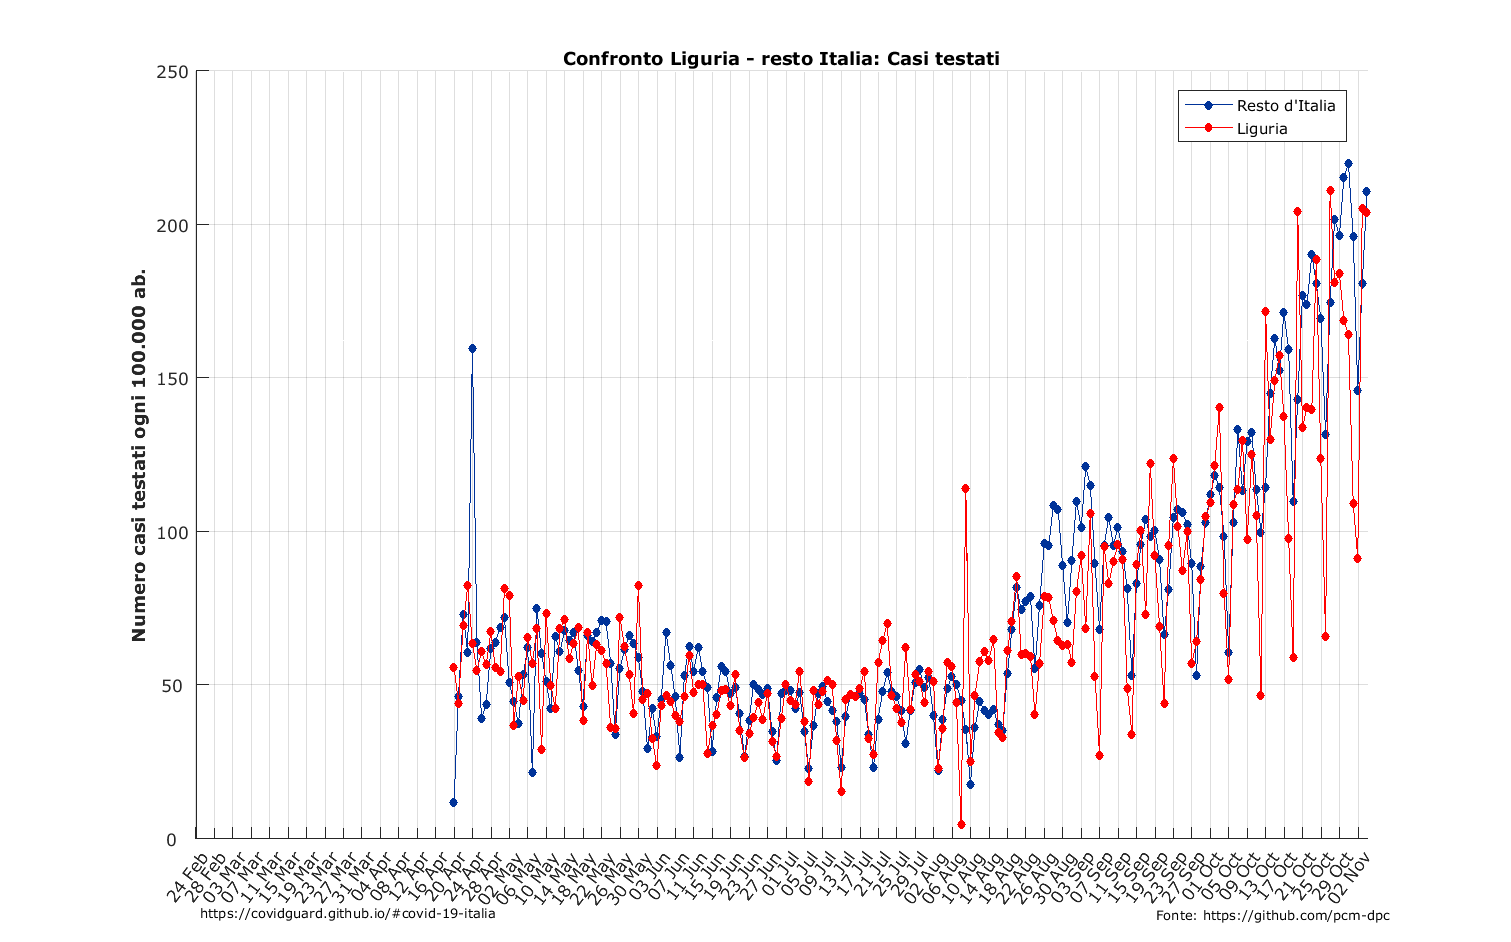 Confronto Liguria - resto Italia: Casi testati
Resto d'Italia
Liguria
Numero casi testati ogni 100.000 ab.
250
200
150
100
50
0
24 Feb
28 Feb
03 Mar
07 Mar
11 Mar
15 Mar
19 Mar
23 Mar
27 Mar
31 Mar
04 Apr
08 Apr
12 Apr
16 Apr
20 Apr
24 Apr
28 Apr
02 May
06 May
10 May
14 May
18 May
22 May
26 May
30 May
03 Jun
07 Jun
11 Jun
15 Jun
19 Jun
23 Jun
27 Jun
01 Jul
05 Jul
09 Jul
13 Jul
17 Jul
21 Jul
25 Jul
29 Jul
02 Aug
06 Aug
10 Aug
14 Aug
18 Aug
22 Aug
26 Aug
30 Aug
03 Sep
07 Sep
11 Sep
15 Sep
19 Sep
23 Sep
27 Sep
01 Oct
05 Oct
09 Oct
13 Oct
17 Oct
21 Oct
25 Oct
29 Oct
02 Nov
https://covidguard.github.io/#covid-19-italia
Fonte: https://github.com/pcm-dpc